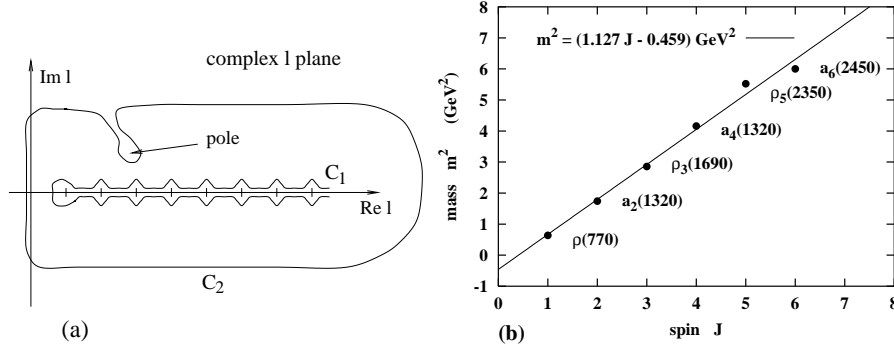 complex l plane
Im l
pole
C1
Re l
C2
(a)
8
7
6
5
4
3
2
1
0
-1
mass m² (GeV²)
m² = (1.127 J - 0.459) GeV²
a6(2450)
ρ5(2350)
a4(1320)
ρ3(1690)
a2(1320)
ρ(770)
0 1 2 3 4 5 6 7 8
(b) spin J